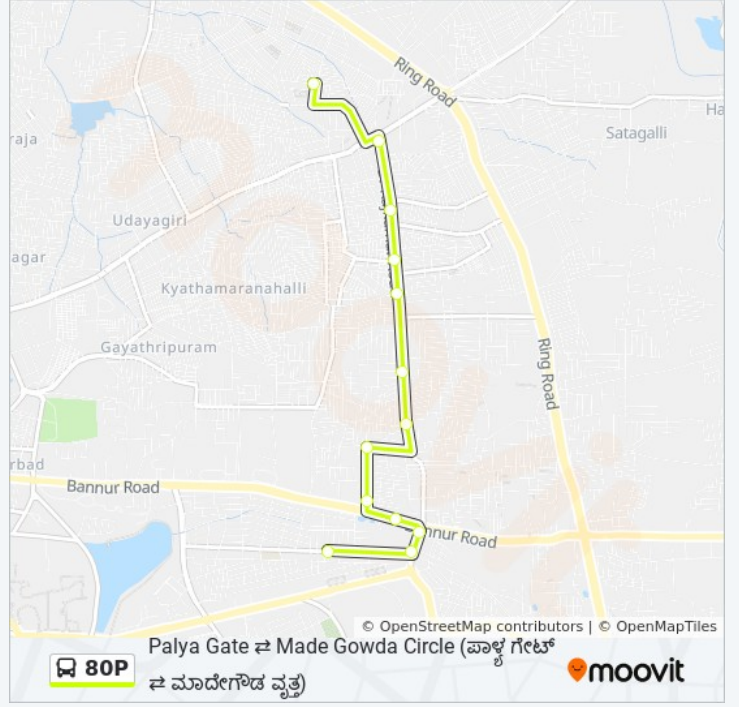 Ring Road
Ha
Satagalli
raja
Udayagiri
agar
Kyathamaranahalli
Gayathripuram
Ring Road
rbad
Bannur Road
nnur Road
© OpenStreetMap contributors | © OpenMapTiles
80P
Palya Gate ⇄ Made Gowda Circle (ಪಾಳ್ಯ ಗೇಟ್
⇄ ಮಾದೇಗೌಡ ವೃತ್ತ)
moovit